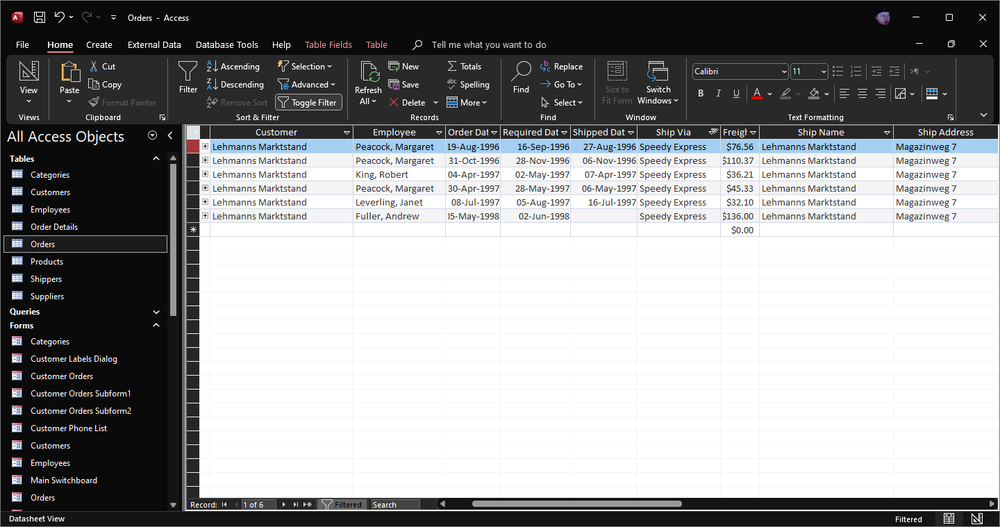 Orders - Access
File Home Create External Data Database Tools Help Table Fields Table Tell me what you want to do
View
Views
Paste
Cut
Copy
Format Painter
Clipboard
Filter
Ascending
Descending
Remove Sort
Selection
Advanced
Toggle Filter
Sort & Filter
Refresh
All
New
Save
Delete
Totals
Spelling
More
Records
Find
Replace
Go To
Select
Find
Size to
Fit Form
Switch
Windows
Window
Calibri 11
B I U A
Text Formatting
All Access Objects
Tables
Categories
Customers
Employees
Order Details
Orders
Products
Shippers
Suppliers
Queries
Forms
Categories
Customer Labels Dialog
Customer Orders
Customer Orders Subform1
Customer Orders Subform2
Customer Phone List
Customers
Employees
Main Switchboard
Orders
Customer Employee Order Dat Required Dat Shipped Dat Ship Via Freigh Ship Name Ship Address
Lehmanns Marktstand Peacock, Margaret 19-Aug-1996 16-Sep-1996 27-Aug-1996 Speedy Express $76.56 Lehmanns Marktstand Magazinweg 7
Lehmanns Marktstand Peacock, Margaret 31-Oct-1996 28-Nov-1996 06-Nov-1996 Speedy Express $110.37 Lehmanns Marktstand Magazinweg 7
Lehmanns Marktstand King, Robert 04-Apr-1997 02-May-1997 07-Apr-1997 Speedy Express $36.21 Lehmanns Marktstand Magazinweg 7
Lehmanns Marktstand Peacock, Margaret 30-Apr-1997 28-May-1997 06-May-1997 Speedy Express $45.33 Lehmanns Marktstand Magazinweg 7
Lehmanns Marktstand Leverling, Janet 08-Jul-1997 05-Aug-1997 16-Jul-1997 Speedy Express $32.10 Lehmanns Marktstand Magazinweg 7
Lehmanns Marktstand Fuller, Andrew 05-May-1998 02-Jun-1998 Speedy Express $136.00 Lehmanns Marktstand Magazinweg 7
$0.00
Record: 1 of 6 Filtered Search
Datasheet View Filtered